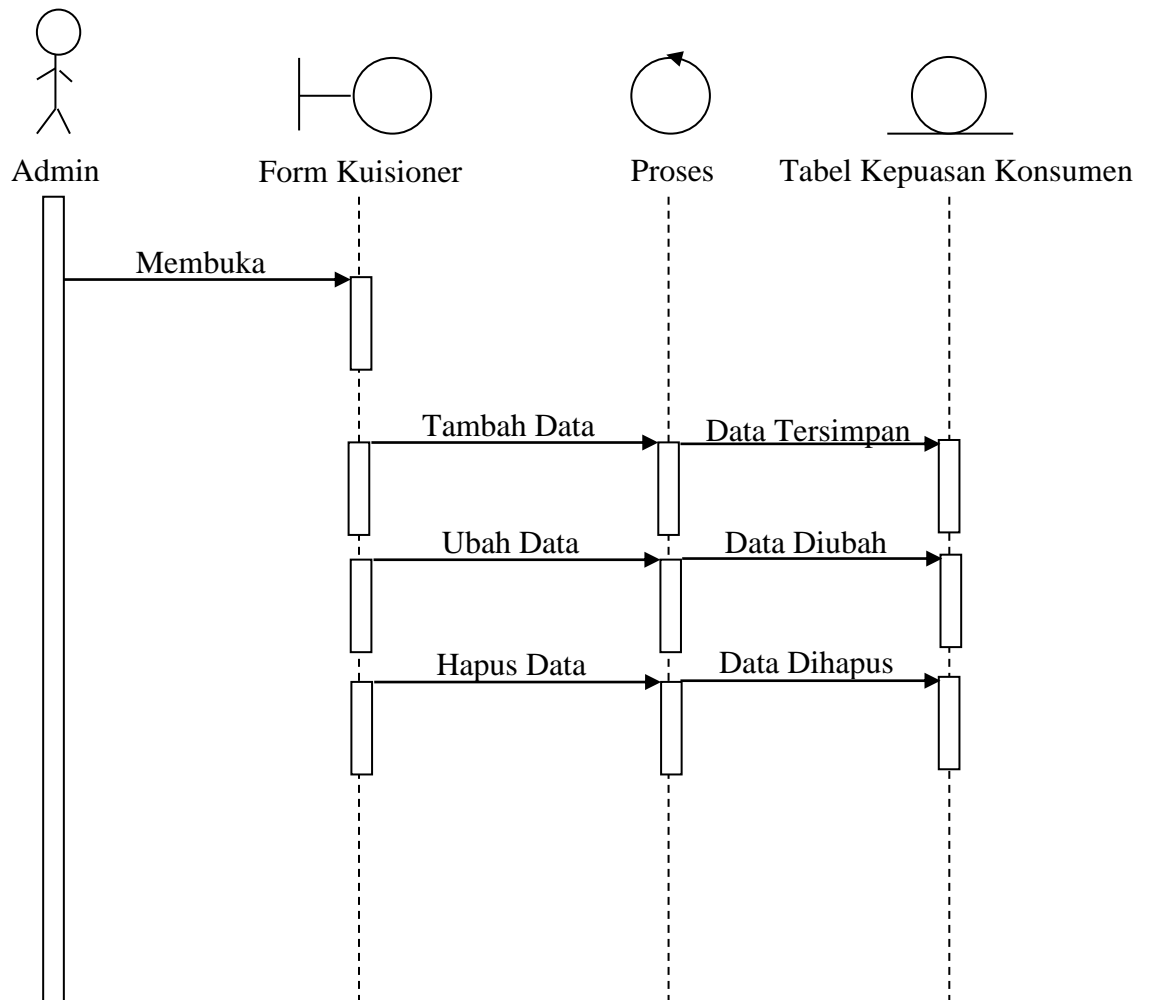 Admin
Form Kuisioner
Proses
Tabel Kepuasan Konsumen
Membuka
Tambah Data
Data Tersimpan
Ubah Data
Data Diubah
Hapus Data
Data Dihapus